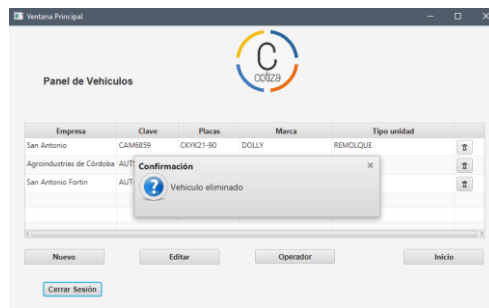 Ventana Principal
Panel de Vehiculos
C
cotiza
Empresa Clave Placas Marca Tipo unidad
San Antonio CAM6859 CKYK21-90 DOLLY REMOLQUE
Agroindustrias de Córdoba
San Antonio Fortin
Confirmación
Vehiculo eliminado
Nuevo Editar Operador Inicio
Cerrar Sesión